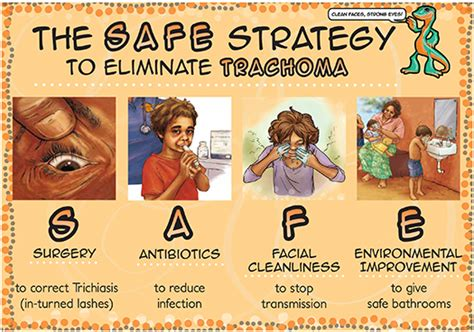 CLEAN FACES, STRONG EYES!
THE SAFE STRATEGY
TO ELIMINATE TRACHOMA
S
SURGERY
to correct Trichiasis
(in-turned lashes)
A
ANTIBIOTICS
to reduce
infection
F
FACIAL
CLEANLINESS
to stop
transmission
E
ENVIRONMENTAL
IMPROVEMENT
to give
safe bathrooms